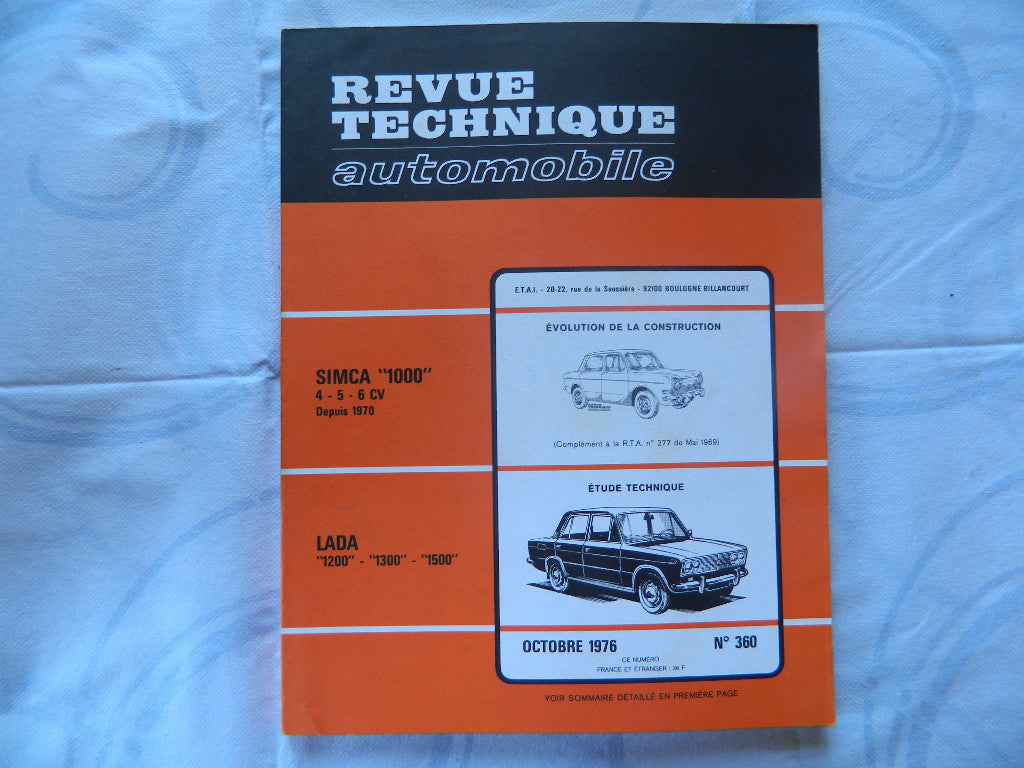 REVUE
TECHNIQUE
automobile
E.T.A.I. - 20-22, rue de la Saussière - 92100 BOULOGNE BILLANCOURT
ÉVOLUTION DE LA CONSTRUCTION
SIMCA "1000"
4 - 5 - 6 CV
Depuis 1970
(Complément à la R.T.A. n° 277 de Mai 1969)
ÉTUDE TECHNIQUE
LADA
"1200" - "1300" - "1500"
OCTOBRE 1976 N° 360
CE NUMÉRO
FRANCE ET ÉTRANGER : 36 F
VOIR SOMMAIRE DÉTAILLÉ EN PREMIÈRE PAGE